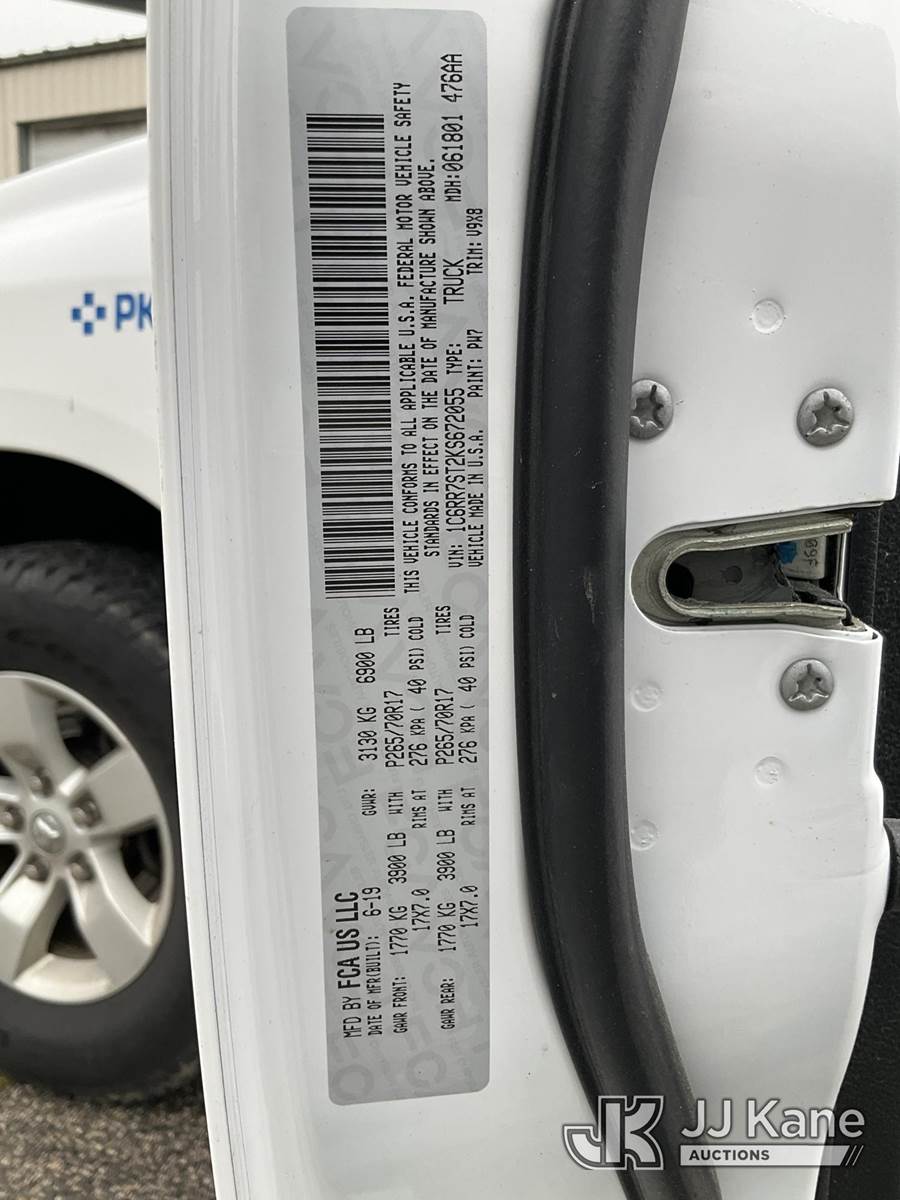 MFD BY FCA US LLC
DATE OF MFR(BUILT): 6-19 GVWR: 3130 KG 6900 LB
GAWR FRONT: 1770 KG 3900 LB WITH P265/70R17 TIRES
17X7.0 RIMS AT 276 KPA( 40 PSI) COLD
GAWR REAR: 1770 KG 3900 LB WITH P265/70R17 TIRES
17X7.0 RIMS AT 276 KPA( 40 PSI) COLD
THIS VEHICLE CONFORMS TO ALL APPLICABLE U.S.A. FEDERAL MOTOR VEHICLE SAFETY
STANDARDS IN EFFECT ON THE DATE OF MANUFACTURE SHOWN ABOVE.
VIN: 1C6RR7ST2KS672055 TYPE: TRUCK MDH:061801 476AA
VEHICLE MADE IN U.S.A. PAINT: PW7 TRIM: V9X8
PK
JK JJ Kane
AUCTIONS